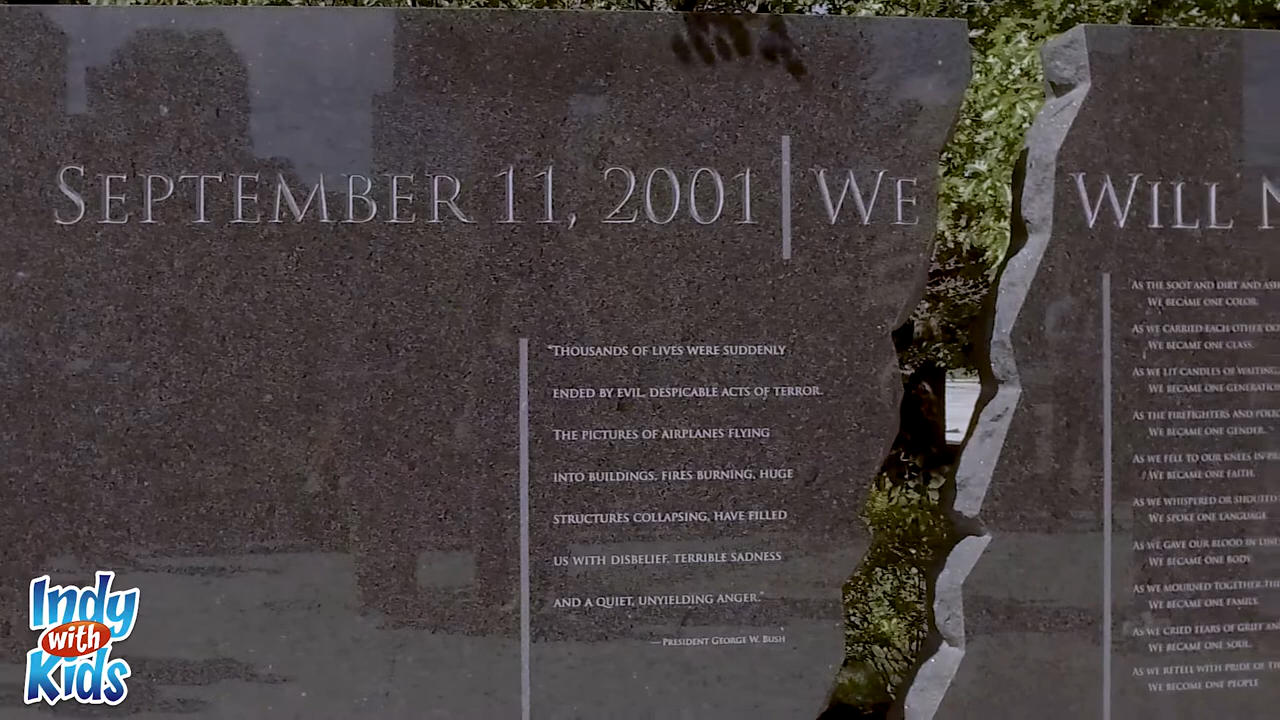 SEPTEMBER 11, 2001 | WE WILL
"THOUSANDS OF LIVES WERE SUDDENLY
ENDED BY EVIL, DESPICABLE ACTS OF TERROR.
THE PICTURES OF AIRPLANES FLYING
INTO BUILDINGS, FIRES BURNING, HUGE
STRUCTURES COLLAPSING, HAVE FILLED
US WITH DISBELIEF, TERRIBLE SADNESS
AND A QUIET, UNYIELDING ANGER."
—PRESIDENT GEORGE W. BUSH
AS THE SOOT AND DIRT AND ASH
WE BECAME ONE COLOR.
AS WE CARRIED EACH OTHER
WE BECAME ONE CLASS.
AS WE LIT CANDLES OF WAITING,
WE BECAME ONE GENERATION
AS THE FIREFIGHTERS AND
WE BECAME ONE GENDER.
AS WE FELL TO OUR KNEES IN
WE BECAME ONE FAITH.
AS WE WHISPERED OR SHOUTED
WE SPOKE ONE LANGUAGE
AS WE GAVE OUR BLOOD IN
WE BECAME ONE BODY
AS WE MOURNED TOGETHER
WE BECAME ONE FAMILY.
AS WE CRIED TEARS OF GRIEF
WE BECAME ONE SOUL.
AS WE RETELL WITH PRIDE OF
WE BECOME ONE PEOPLE
Indy
with
Kids